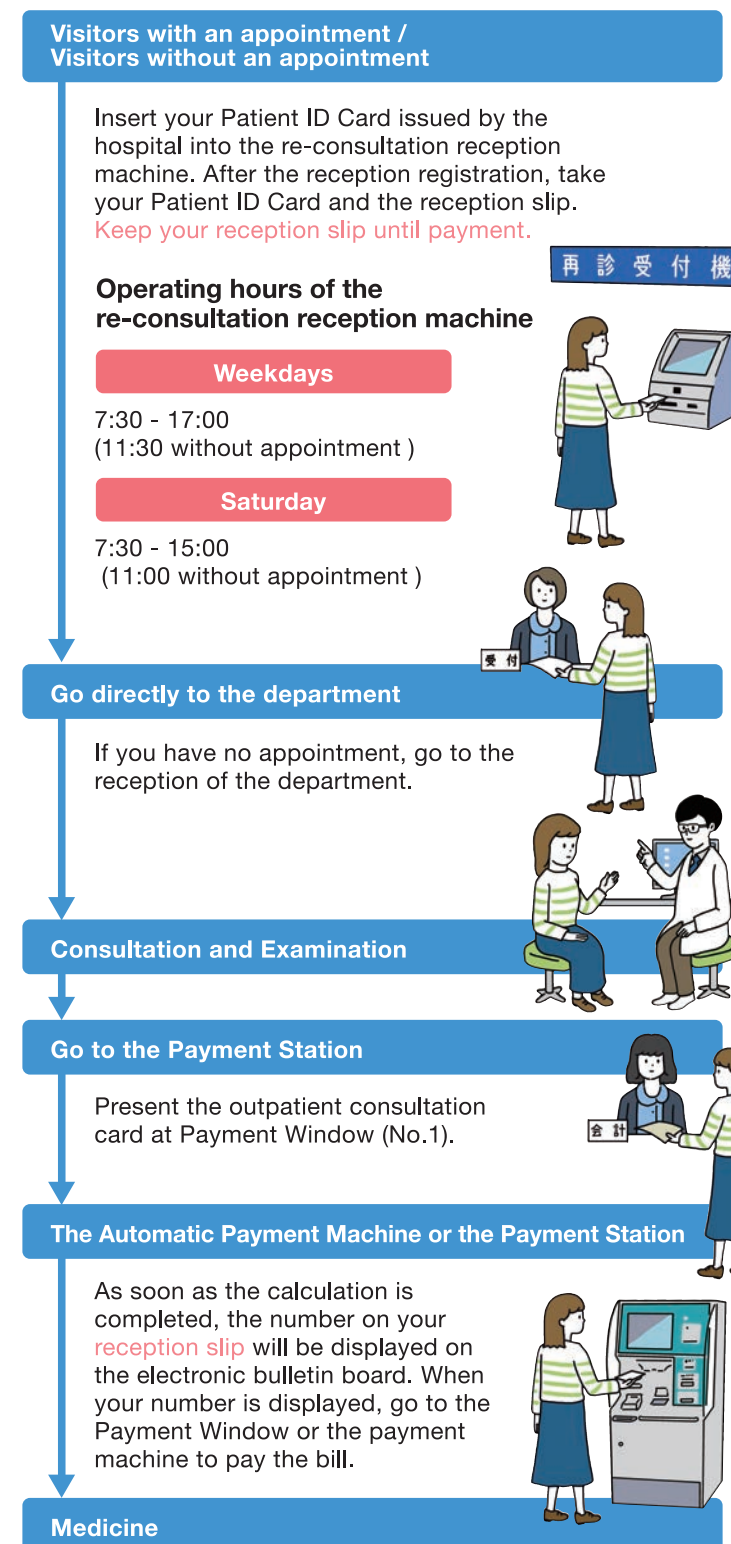 Visitors with an appointment /
Visitors without an appointment
Insert your Patient ID Card issued by the
hospital into the re-consultation reception
machine. After the reception registration, take
your Patient ID Card and the reception slip.
Keep your reception slip until payment.
再診受付機
Operating hours of the
re-consultation reception machine
Weekdays
7:30 - 17:00
(11:30 without appointment )
Saturday
7:30 - 15:00
(11:00 without appointment )
受付
Go directly to the department
If you have no appointment, go to the
reception of the department.
Consultation and Examination
Go to the Payment Station
Present the outpatient consultation
card at Payment Window (No.1).
会計
The Automatic Payment Machine or the Payment Station
As soon as the calculation is
completed, the number on your
reception slip will be displayed on
the electronic bulletin board. When
your number is displayed, go to the
Payment Window or the payment
machine to pay the bill.
Medicine